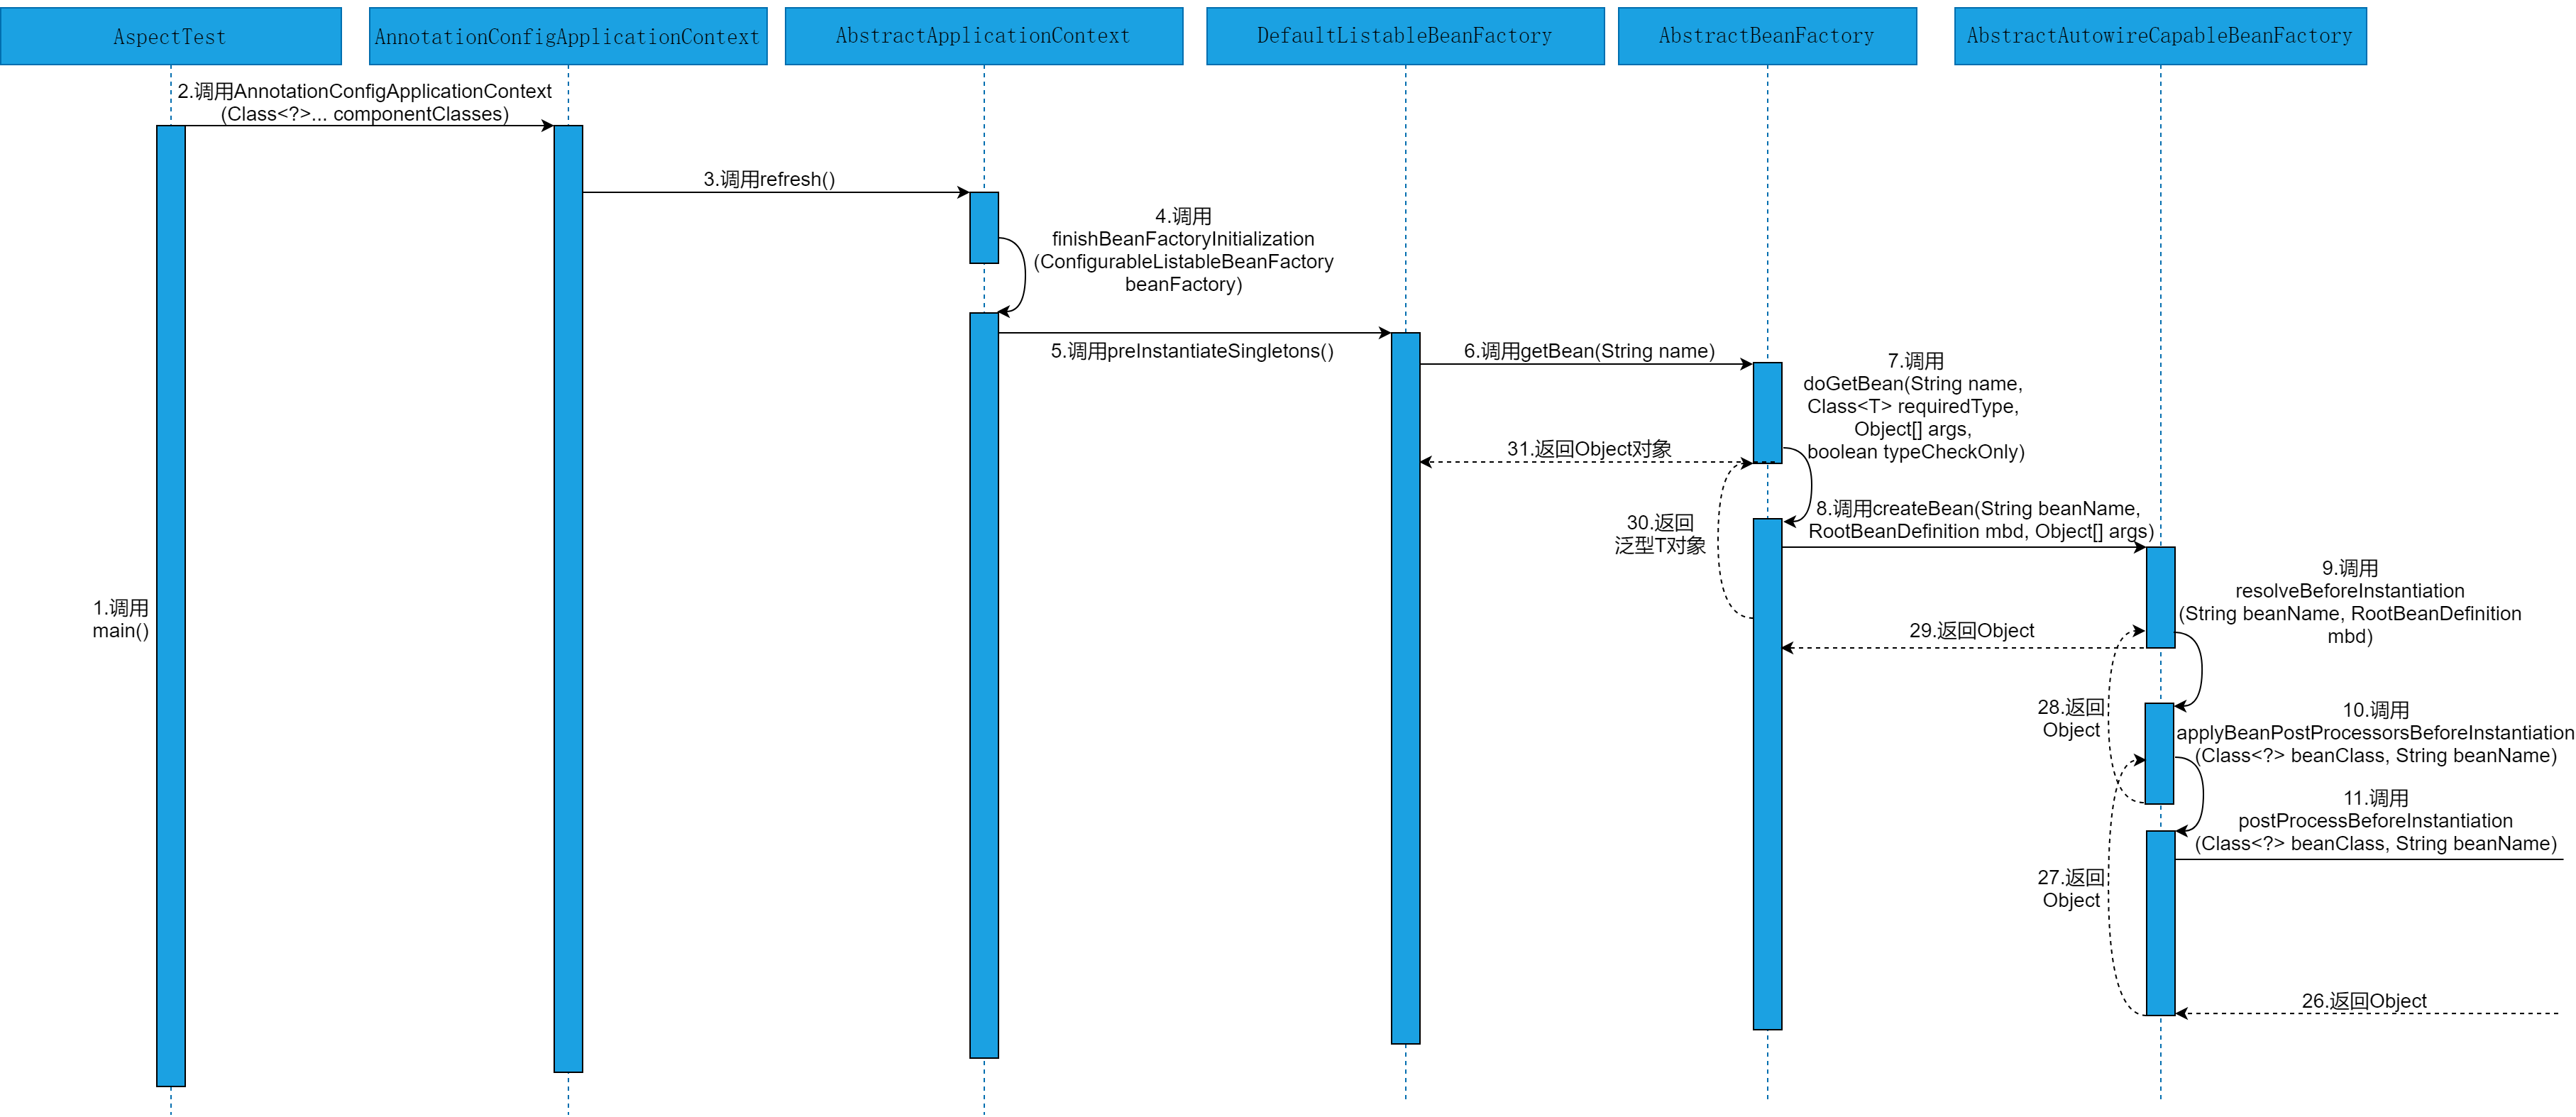 AspectTest
AnnotationConfigApplicationContext
AbstractApplicationContext
DefaultListableBeanFactory
AbstractBeanFactory
AbstractAutowireCapableBeanFactory
2.调用AnnotationConfigApplicationContext
(Class<?>... componentClasses)
3.调用refresh()
4.调用
finishBeanFactoryInitialization
(ConfigurableListableBeanFactory
beanFactory)
5.调用preInstantiateSingletons()
6.调用getBean(String name)
7.调用
doGetBean(String name,
Class<T> requiredType,
Object[] args,
boolean typeCheckOnly)
31.返回Object对象
30.返回
泛型T对象
8.调用createBean(String beanName,
RootBeanDefinition mbd, Object[] args)
9.调用
resolveBeforeInstantiation
(String beanName, RootBeanDefinition
mbd)
1.调用
main()
29.返回Object
28.返回
Object
10.调用
applyBeanPostProcessorsBeforeInstantiation
(Class<?> beanClass, String beanName)
11.调用
postProcessBeforeInstantiation
(Class<?> beanClass, String beanName)
27.返回
Object
26.返回Object